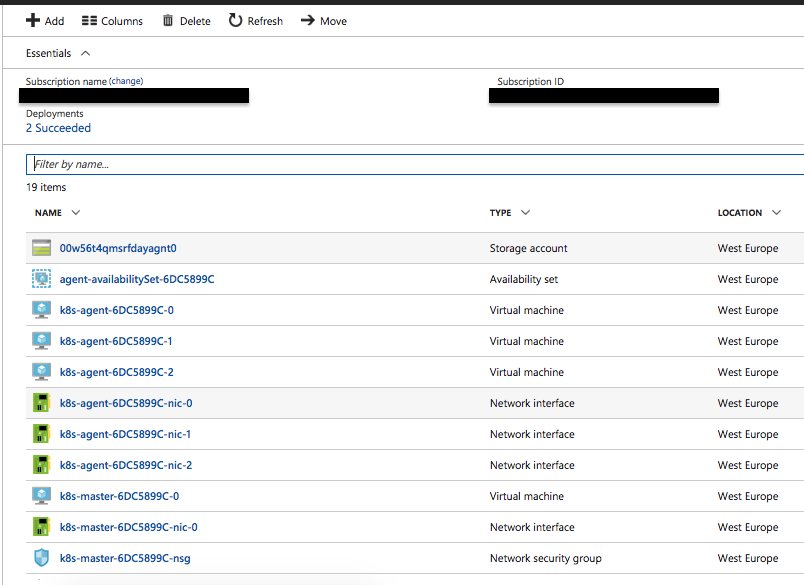 Add Columns Delete Refresh Move
Essentials
Subscription name (change) Subscription ID
Deployments
2 Succeeded
Filter by name...
19 items
NAME TYPE LOCATION
00w56t4qmsrfdayagnt0 Storage account West Europe
agent-availabilitySet-6DC5899C Availability set West Europe
k8s-agent-6DC5899C-0 Virtual machine West Europe
k8s-agent-6DC5899C-1 Virtual machine West Europe
k8s-agent-6DC5899C-2 Virtual machine West Europe
k8s-agent-6DC5899C-nic-0 Network interface West Europe
k8s-agent-6DC5899C-nic-1 Network interface West Europe
k8s-agent-6DC5899C-nic-2 Network interface West Europe
k8s-master-6DC5899C-0 Virtual machine West Europe
k8s-master-6DC5899C-nic-0 Network interface West Europe
k8s-master-6DC5899C-nsg Network security group West Europe